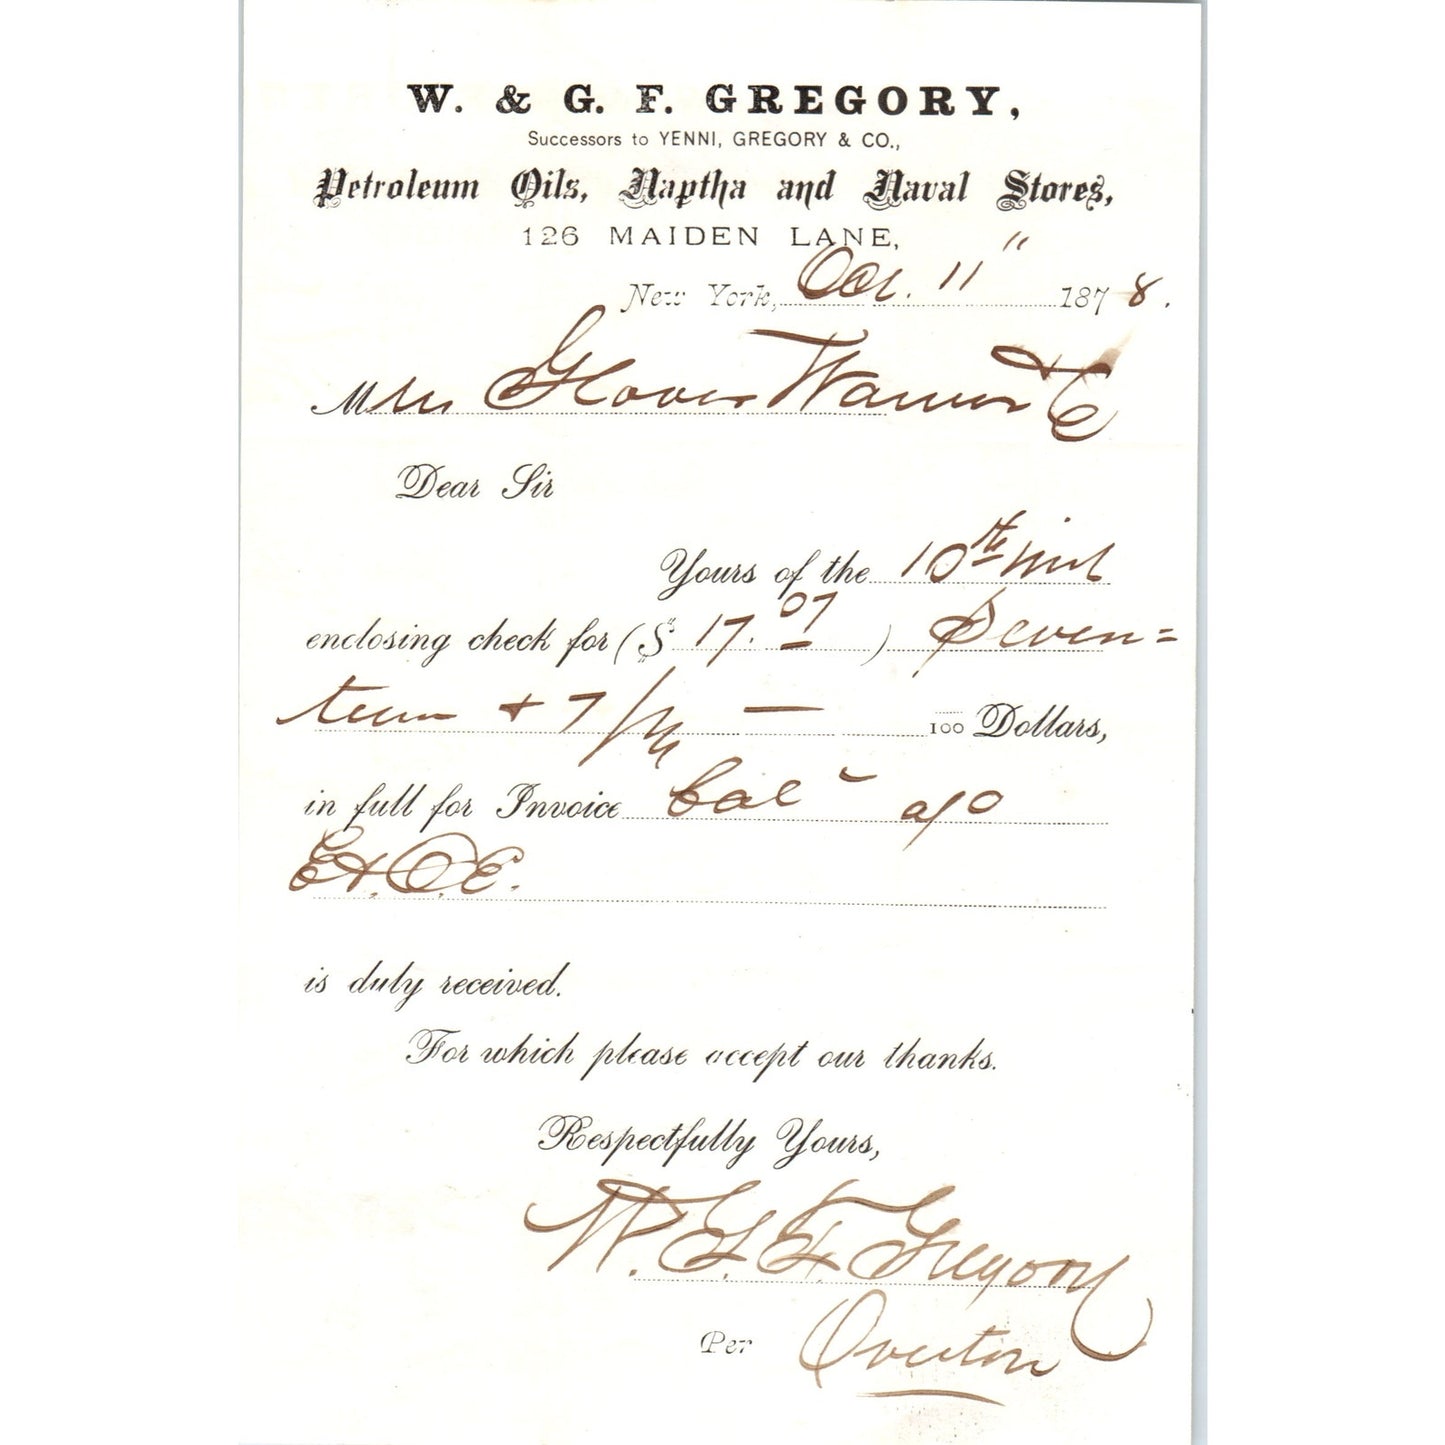 W. & G. F. GREGORY,
Successors to YENNI, GREGORY & CO.,
Petroleum Oils, Naptha and Naval Stores,
126 MAIDEN LANE,
New York, Oct. 11" 1878.
Mrs Glover Warner & Co
Dear Sir
Yours of the 10th inst
enclosing check for ($ 17.07 ) Seven=
teen + 7/100 — 100 Dollars,
in full for Invoice Bal a/c
E. & O. E.
is duly received.
For which please accept our thanks.
Respectfully Yours,
W. G. F. Gregory
Per Overton